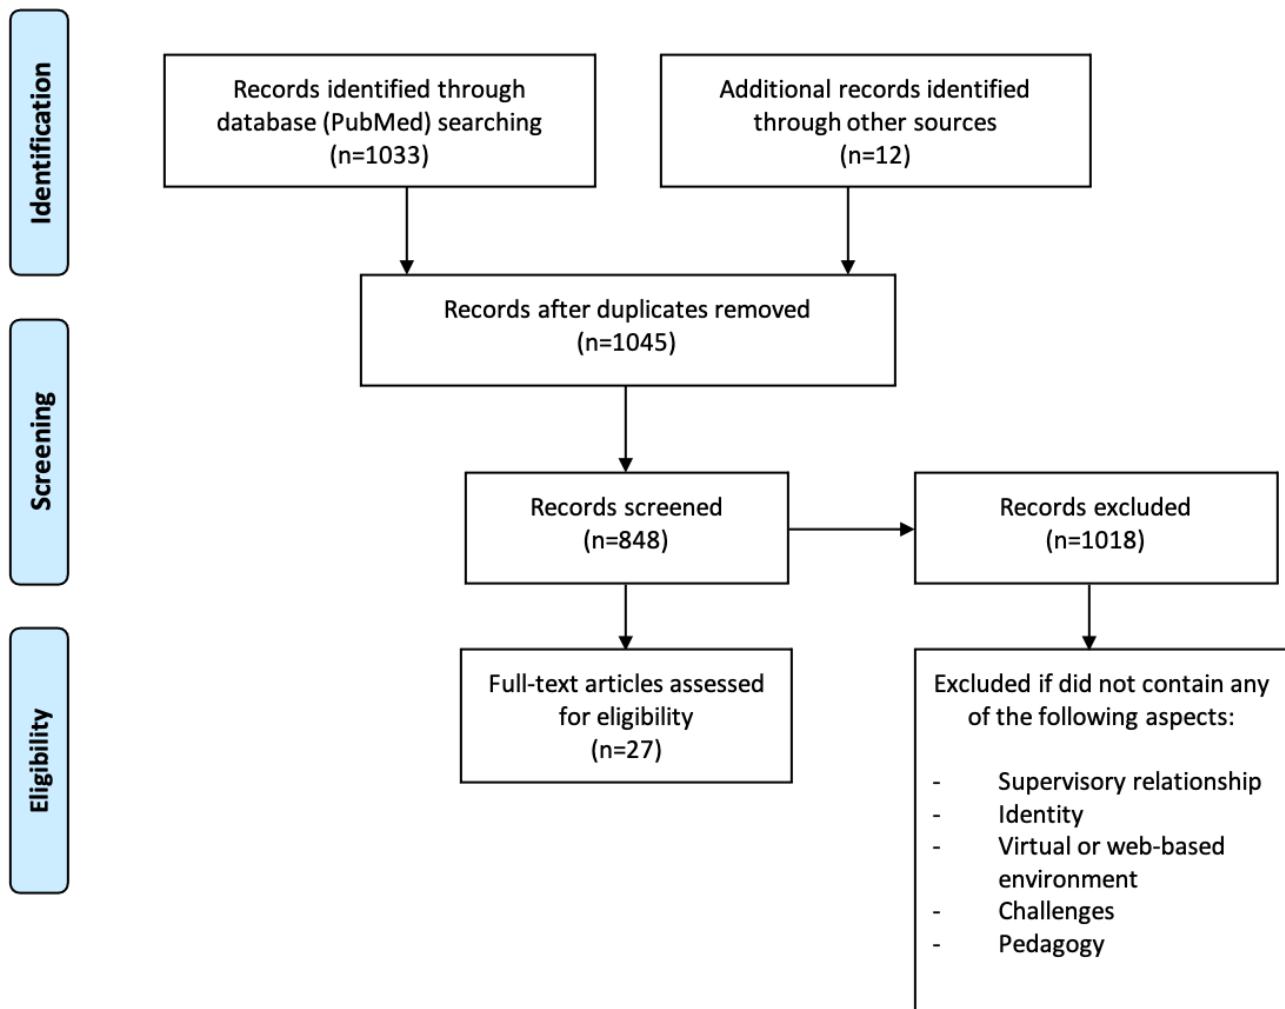 Identification
Records identified through
database (PubMed) searching
(n=1033)
Additional records identified
through other sources
(n=12)
Records after duplicates removed
(n=1045)
Screening
Records screened
(n=848)
Records excluded
(n=1018)
Eligibility
Full-text articles assessed
for eligibility
(n=27)
Excluded if did not contain any
of the following aspects:
- Supervisory relationship
- Identity
- Virtual or web-based
environment
- Challenges
- Pedagogy